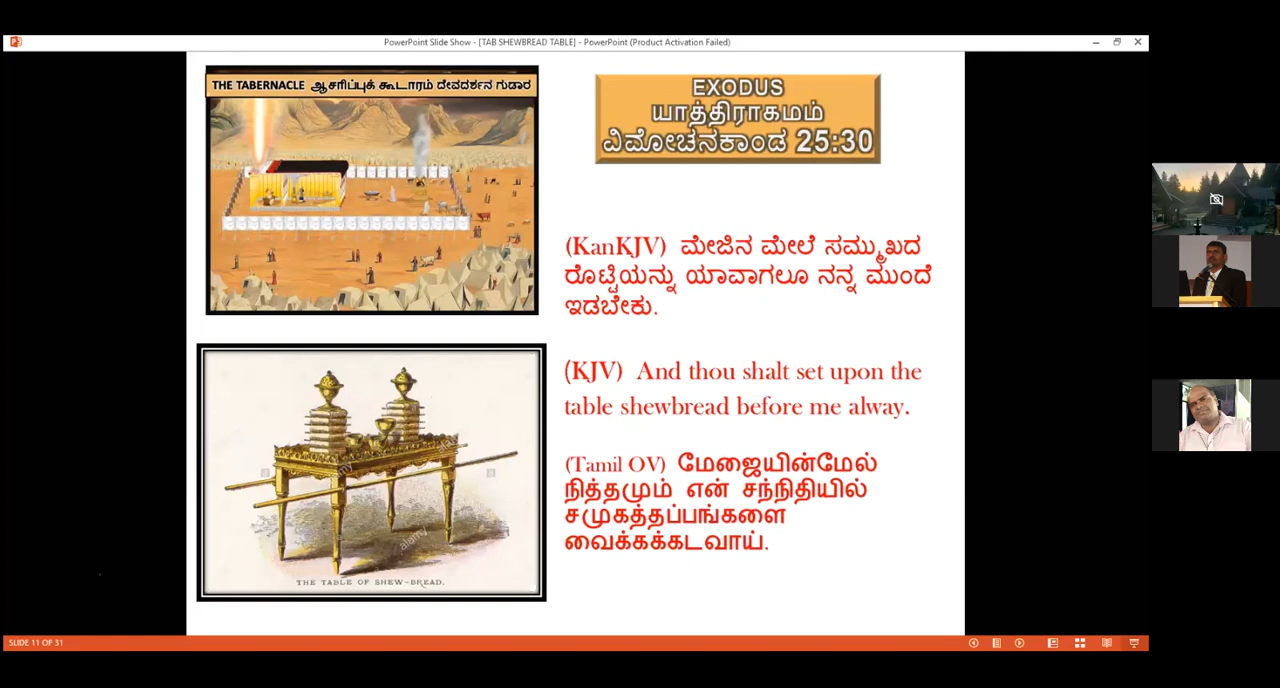 PowerPoint Slide Show - [TAB SHEWBREAD TABLE] - PowerPoint (Product Activation Failed)
THE TABERNACLE ஆசரிப்புக் கூடாரம் ದೇವದರ್ಶನ ಗುಡಾರ
EXODUS
யாத்திராகமம்
ವಿಮೋಚನಕಾಂಡ 25:30
(KanKJV) ಮೇಜಿನ ಮೇಲೆ ಸಮ್ಮುಖದ
ರೊಟ್ಟಿಯನ್ನು ಯಾವಾಗಲೂ ನನ್ನ ಮುಂದೆ
ಇಡಬೇಕು.
(KJV) And thou shalt set upon the
table shewbread before me alway.
(Tamil OV) மேஜையின்மேல்
நித்தமும் என் சந்நிதியில்
சமுகத்தப்பங்களை
வைக்கக்கடவாய்.
alamy
alamy
alamy
THE TABLE OF SHEW-BREAD.
SLIDE 11 OF 31